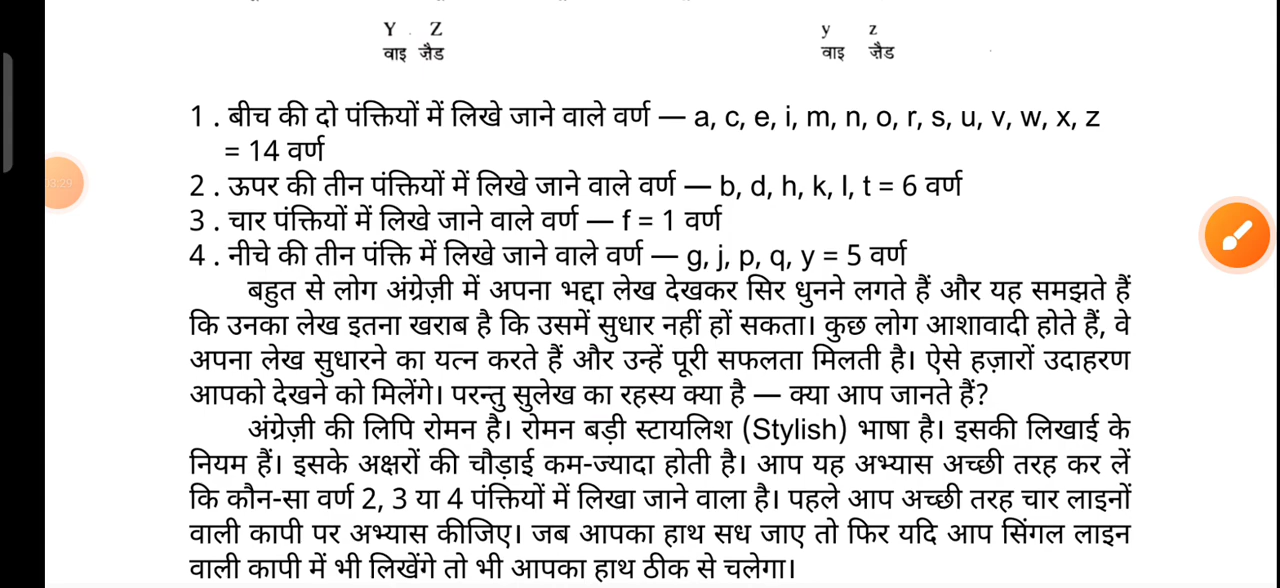 Y Z y z
वाइ ज़ैड वाइ ज़ैड
1 . बीच की दो पंक्तियों में लिखे जाने वाले वर्ण — a, c, e, i, m, n, o, r, s, u, v, w, x, z
= 14 वर्ण
2 . ऊपर की तीन पंक्तियों में लिखे जाने वाले वर्ण — b, d, h, k, l, t = 6 वर्ण
3 . चार पंक्तियों में लिखे जाने वाले वर्ण — f = 1 वर्ण
4 . नीचे की तीन पंक्ति में लिखे जाने वाले वर्ण — g, j, p, q, y = 5 वर्ण
बहुत से लोग अंग्रेज़ी में अपना भद्दा लेख देखकर सिर धुनने लगते हैं और यह समझते हैं
कि उनका लेख इतना खराब है कि उसमें सुधार नहीं हों सकता। कुछ लोग आशावादी होते हैं, वे
अपना लेख सुधारने का यत्न करते हैं और उन्हें पूरी सफलता मिलती है। ऐसे हज़ारों उदाहरण
आपको देखने को मिलेंगे। परन्तु सुलेख का रहस्य क्या है — क्या आप जानते हैं?
अंग्रेज़ी की लिपि रोमन है। रोमन बड़ी स्टायलिश (Stylish) भाषा है। इसकी लिखाई के
नियम हैं। इसके अक्षरों की चौड़ाई कम-ज्यादा होती है। आप यह अभ्यास अच्छी तरह कर लें
कि कौन-सा वर्ण 2, 3 या 4 पंक्तियों में लिखा जाने वाला है। पहले आप अच्छी तरह चार लाइनों
वाली कापी पर अभ्यास कीजिए। जब आपका हाथ सध जाए तो फिर यदि आप सिंगल लाइन
वाली कापी में भी लिखेंगे तो भी आपका हाथ ठीक से चलेगा।
03:29